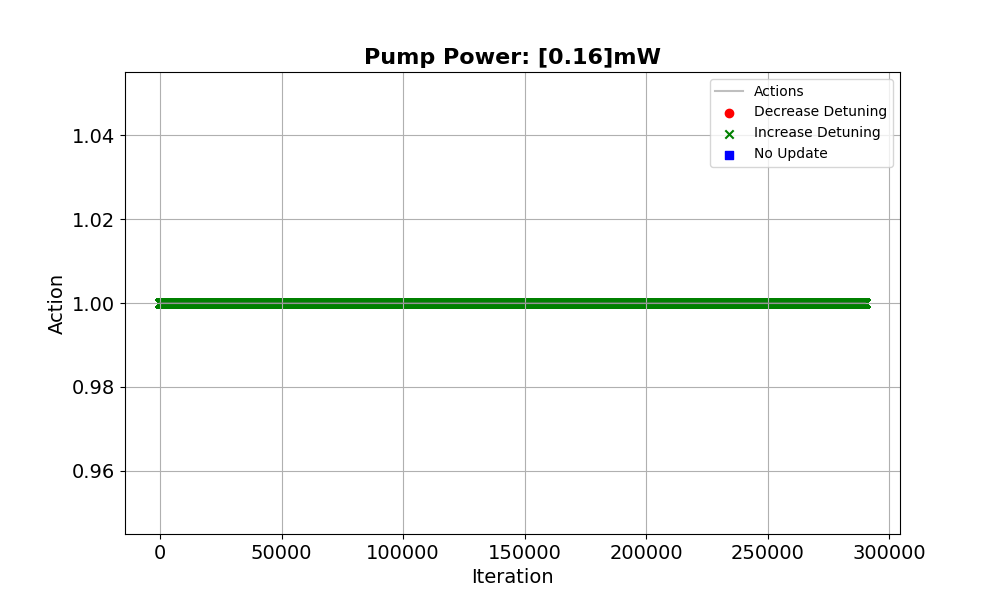 Pump Power: [0.16]mW
Actions
Decrease Detuning
Increase Detuning
No Update
1.04
1.02
1.00
0.98
0.96
Action
0 50000 100000 150000 200000 250000 300000
Iteration